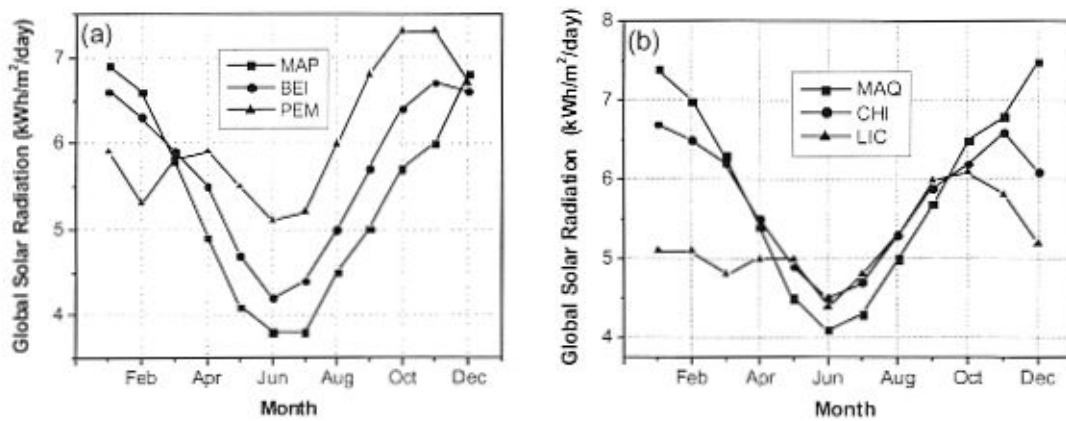 (a)
MAP
BEI
PEM
7
6
5
4
Global Solar Radiation (kWh/m²/day)
Feb Apr Jun Aug Oct Dec
Month
(b)
MAQ
CHI
LIC
8
7
6
5
4
Global Solar Radiation (kWh/m²/day)
Feb Apr Jun Aug Oct Dec
Month